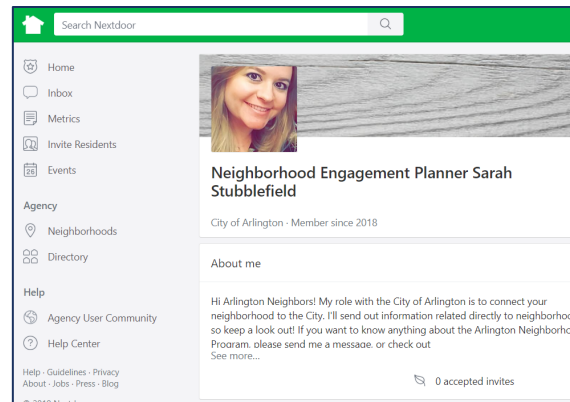 Search Nextdoor
Home
Inbox
Metrics
Invite Residents
26
Events
Agency
Neighborhoods
Directory
Help
Agency User Community
?
Help Center
Help · Guidelines · Privacy
About · Jobs · Press · Blog
Neighborhood Engagement Planner Sarah
Stubblefield
City of Arlington · Member since 2018
About me
Hi Arlington Neighbors! My role with the City of Arlington is to connect your
neighborhood to the City. I'll send out information related directly to neighborhoo
so keep a look out! If you want to know anything about the Arlington Neighborho
Program, please send me a message, or check out
See more...
0 accepted invites